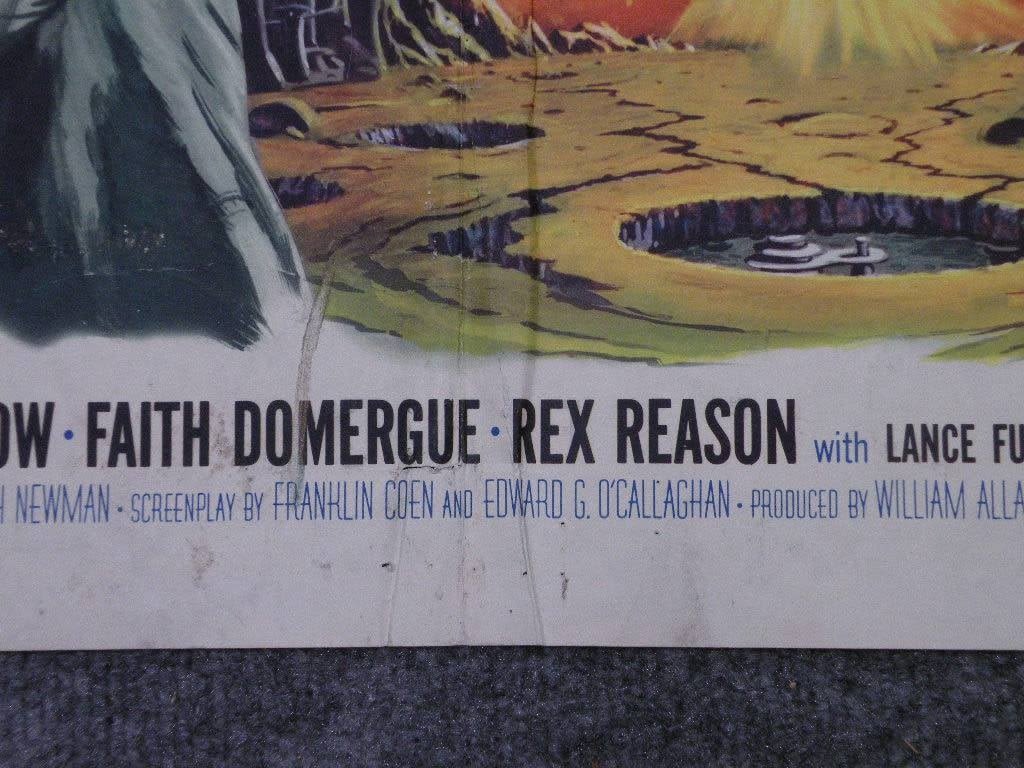 OW · FAITH DOMERGUE · REX REASON with LANCE FU
H NEWMAN · SCREENPLAY BY FRANKLIN COEN AND EDWARD G. O'CALLAGHAN · PRODUCED BY WILLIAM ALLA